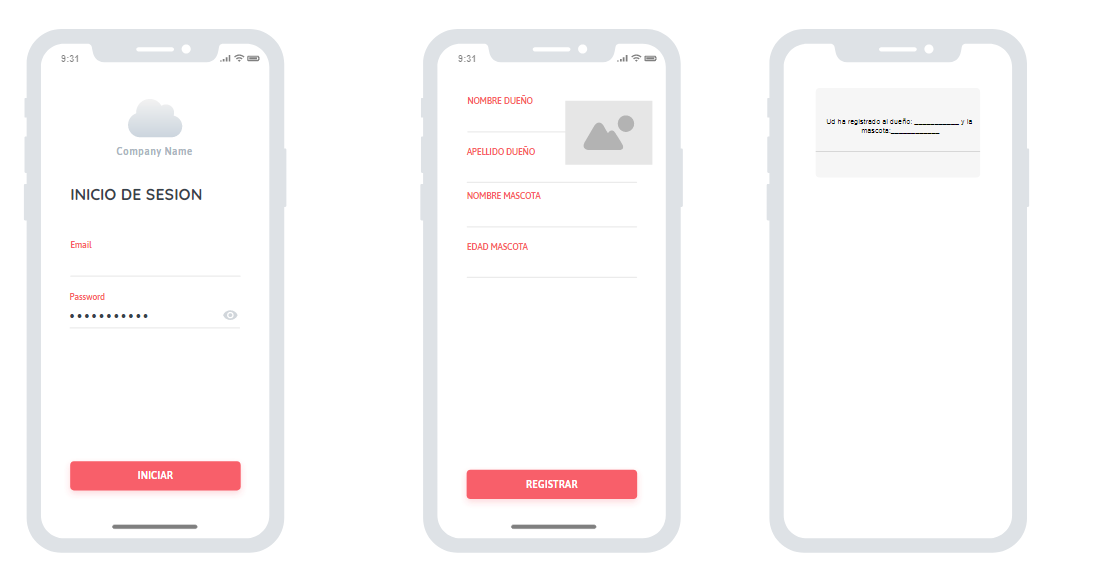 9:31
Company Name
INICIO DE SESION
Email
Password
INICIAR
9:31
NOMBRE DUEÑO
APELLIDO DUEÑO
NOMBRE MASCOTA
EDAD MASCOTA
REGISTRAR
Ud ha registrado al dueño: ___________ y la
mascota:____________